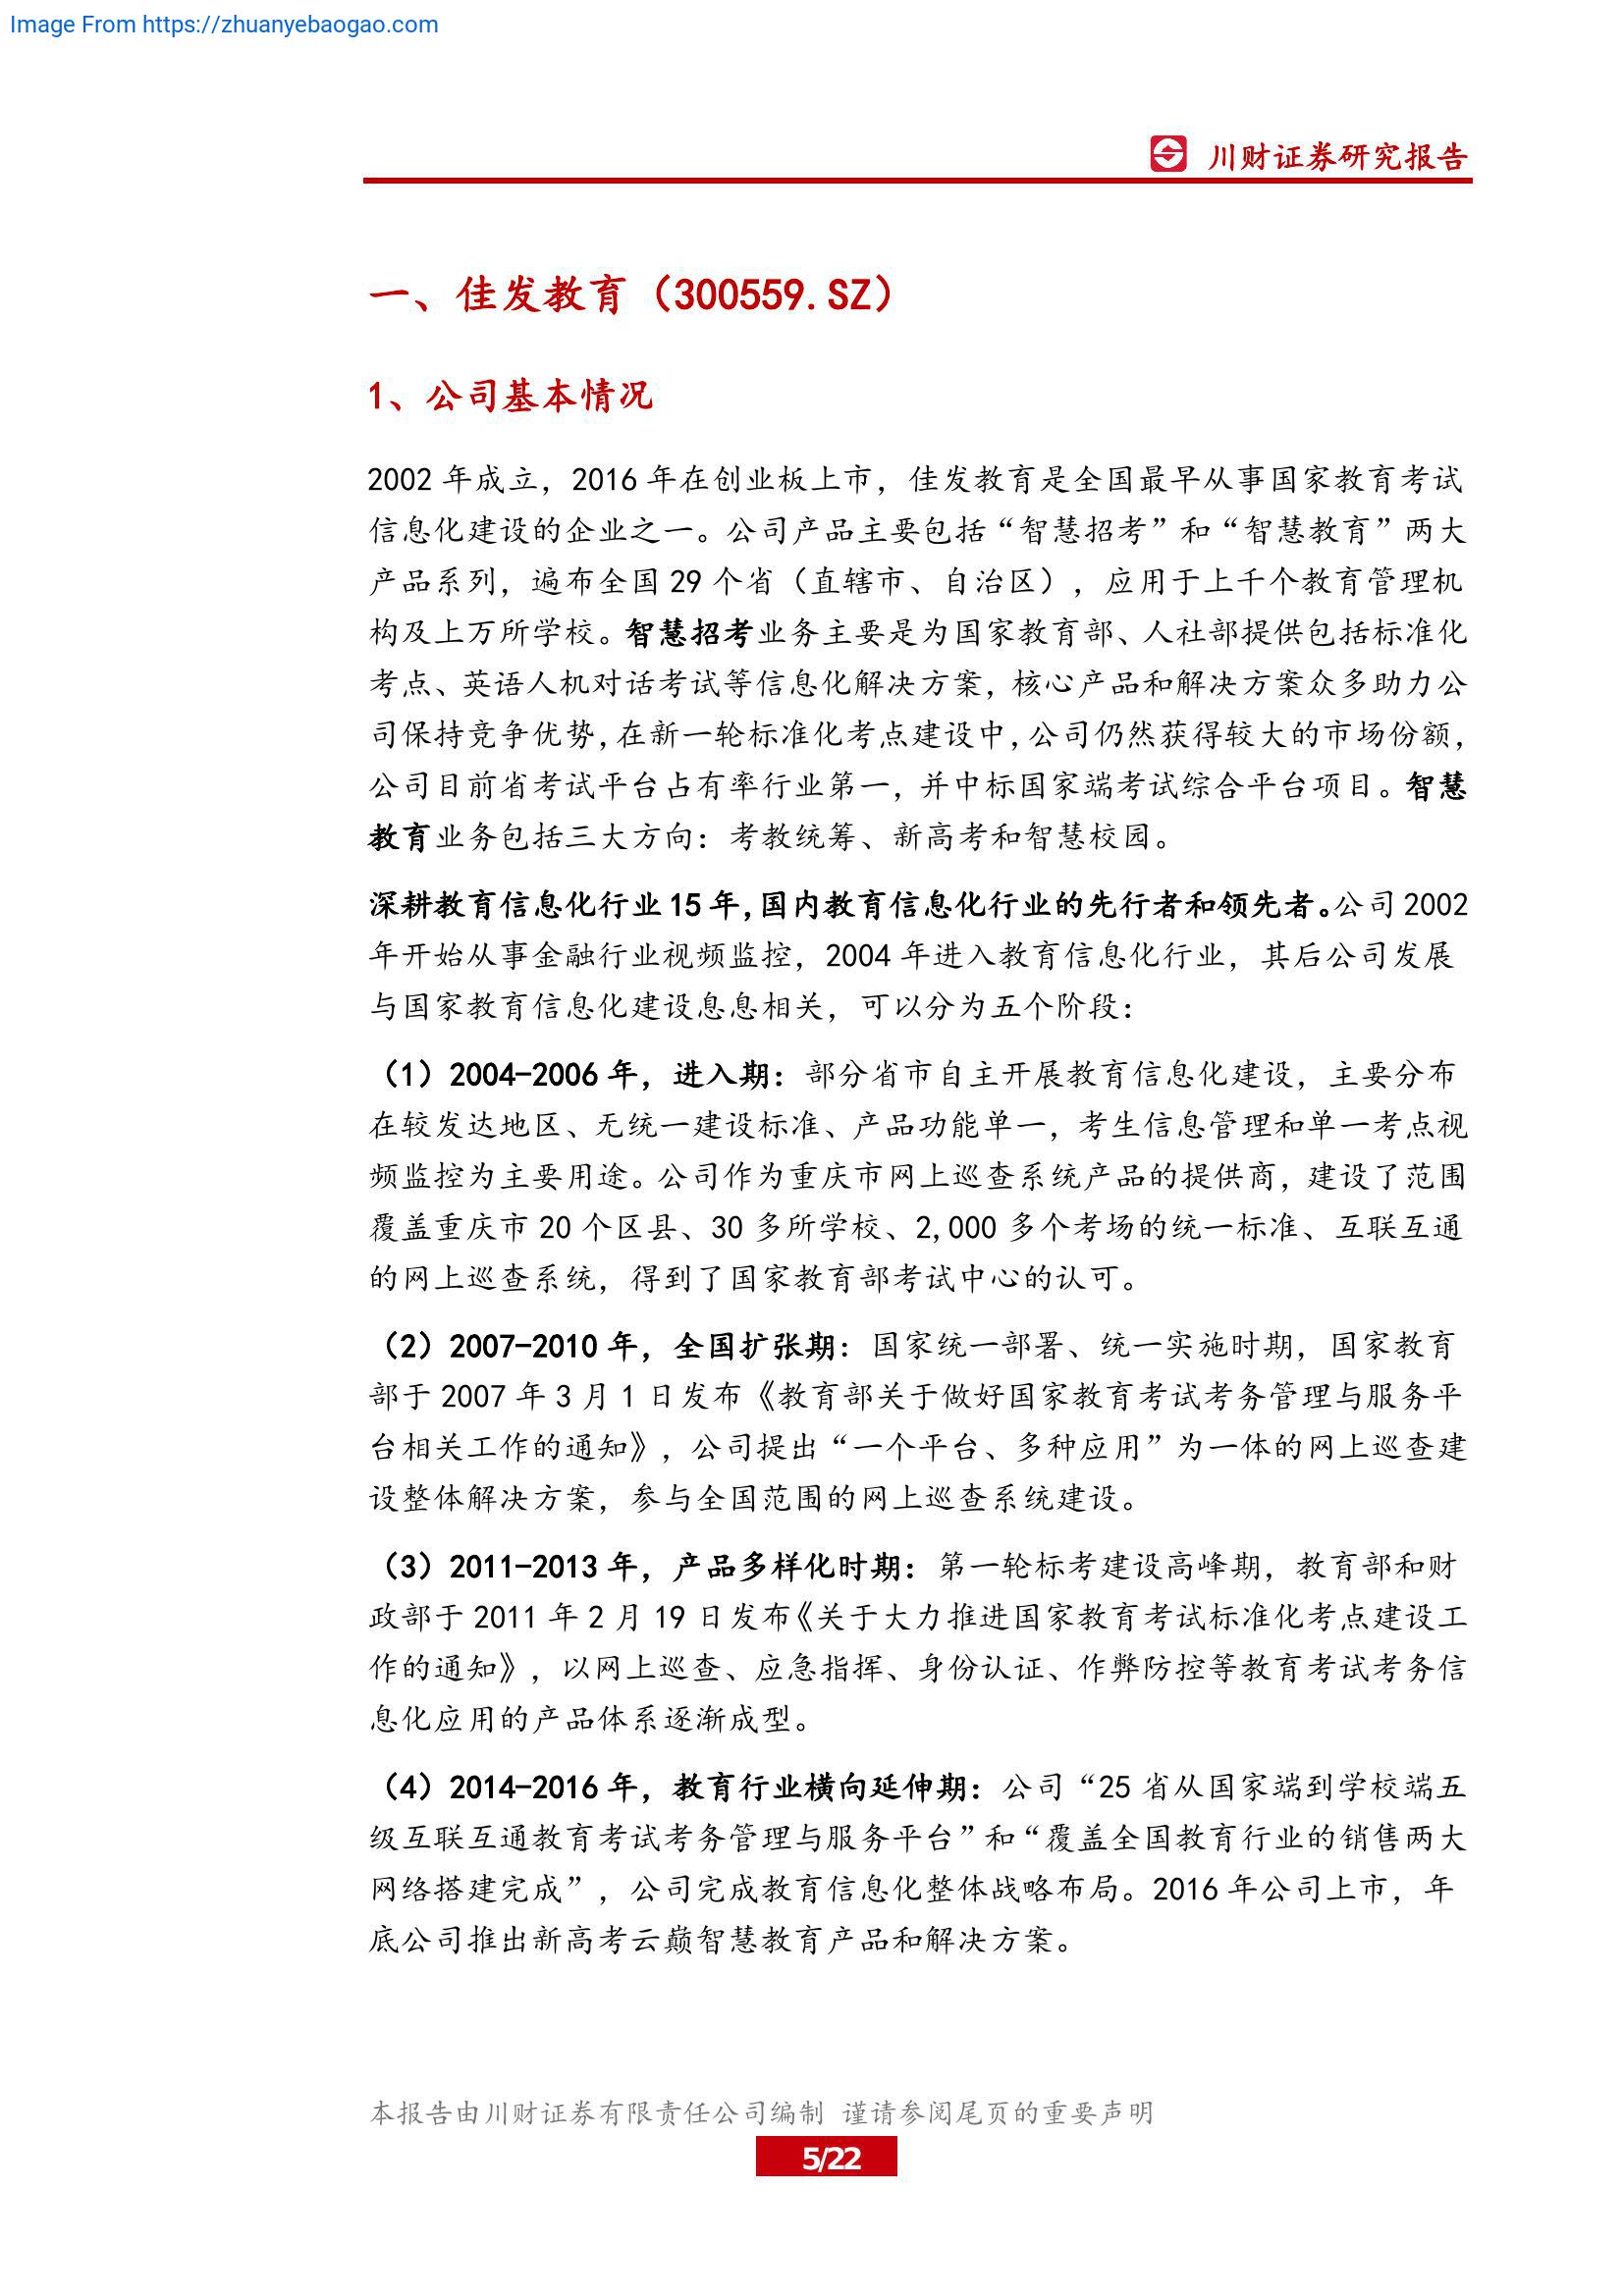 Image From https://zhuanyebaogao.com
川财证券研究报告
一、佳发教育（300559.SZ）
1、公司基本情况
2002 年成立，2016 年在创业板上市，佳发教育是全国最早从事国家教育考试
信息化建设的企业之一。公司产品主要包括“智慧招考”和“智慧教育”两大
产品系列，遍布全国 29 个省（直辖市、自治区），应用于上千个教育管理机
构及上万所学校。智慧招考业务主要是为国家教育部、人社部提供包括标准化
考点、英语人机对话考试等信息化解决方案，核心产品和解决方案众多助力公
司保持竞争优势，在新一轮标准化考点建设中，公司仍然获得较大的市场份额，
公司目前省考试平台占有率行业第一，并中标国家端考试综合平台项目。智慧
教育业务包括三大方向：考教统筹、新高考和智慧校园。
深耕教育信息化行业 15 年，国内教育信息化行业的先行者和领先者。公司 2002
年开始从事金融行业视频监控，2004 年进入教育信息化行业，其后公司发展
与国家教育信息化建设息息相关，可以分为五个阶段：
（1）2004-2006 年，进入期：部分省市自主开展教育信息化建设，主要分布
在较发达地区、无统一建设标准、产品功能单一，考生信息管理和单一考点视
频监控为主要用途。公司作为重庆市网上巡查系统产品的提供商，建设了范围
覆盖重庆市 20 个区县、30 多所学校、2,000 多个考场的统一标准、互联互通
的网上巡查系统，得到了国家教育部考试中心的认可。
（2）2007-2010 年，全国扩张期：国家统一部署、统一实施时期，国家教育
部于 2007 年 3 月 1 日发布《教育部关于做好国家教育考试考务管理与服务平
台相关工作的通知》，公司提出“一个平台、多种应用”为一体的网上巡查建
设整体解决方案，参与全国范围的网上巡查系统建设。
（3）2011-2013 年，产品多样化时期：第一轮标考建设高峰期，教育部和财
政部于 2011 年 2 月 19 日发布《关于大力推进国家教育考试标准化考点建设工
作的通知》，以网上巡查、应急指挥、身份认证、作弊防控等教育考试考务信
息化应用的产品体系逐渐成型。
（4）2014-2016 年，教育行业横向延伸期：公司“25 省从国家端到学校端五
级互联互通教育考试考务管理与服务平台”和“覆盖全国教育行业的销售两大
网络搭建完成”，公司完成教育信息化整体战略布局。2016 年公司上市，年
底公司推出新高考云巅智慧教育产品和解决方案。
本报告由川财证券有限责任公司编制 谨请参阅尾页的重要声明
5/22